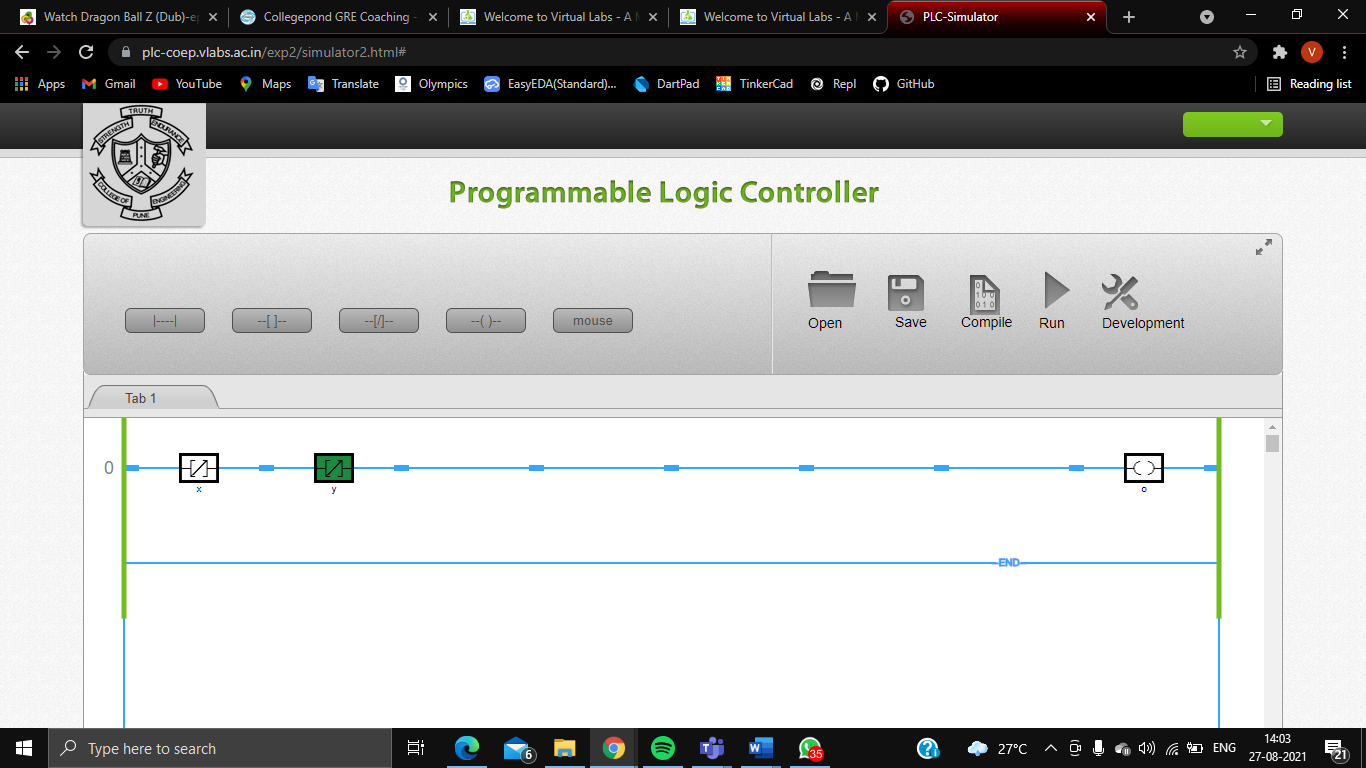 Watch Dragon Ball Z (Dub)-e
Collegepond GRE Coaching -
Welcome to Virtual Labs - A M
Welcome to Virtual Labs - A M
PLC-Simulator
plc-coep.vlabs.ac.in/exp2/simulator2.html#
V
Apps Gmail YouTube Maps Translate Olympics EasyEDA(Standard)... DartPad TinkerCad Repl GitHub Reading list
TRUTH
STRENGTH ENDURANCE
COLLEGE OF ENGINEERING
PUNE
Programmable Logic Controller
|----| --[ ]-- --[/]-- --( )-- mouse
Open Save Compile Run Development
Tab 1
0
x y o
-END-
Type here to search
6
35
27°C
ENG
14:03
27-08-2021
21